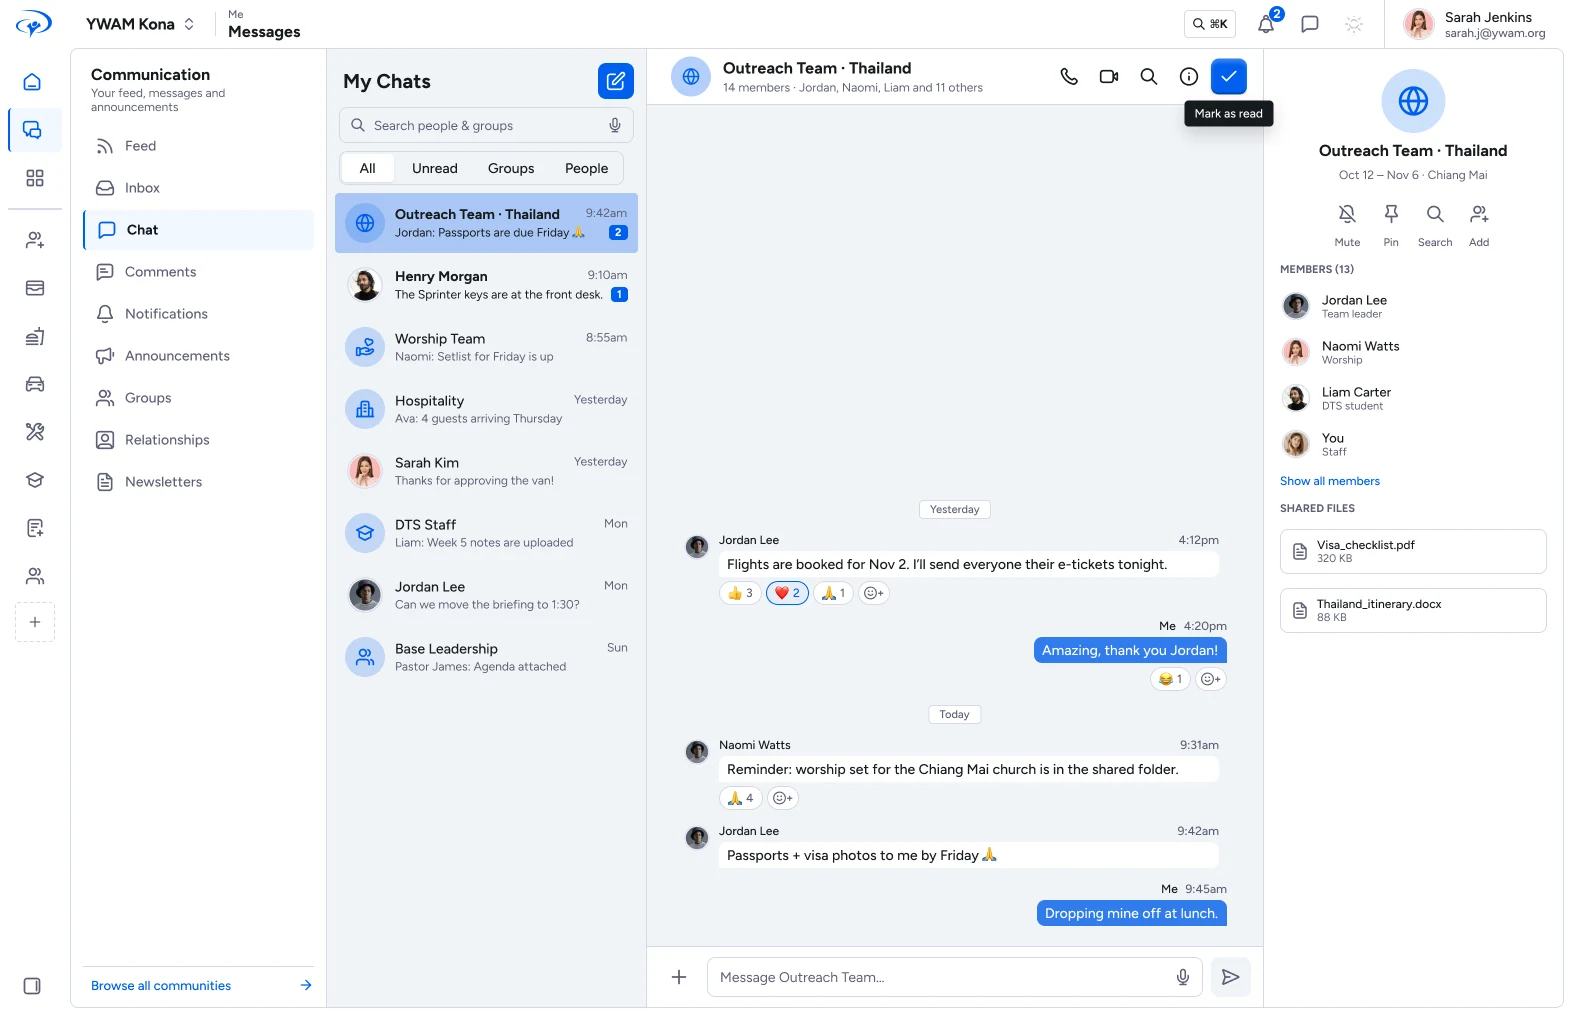 YWAM Kona
Me
Messages
⌘K
2
Sarah Jenkins
sarah.j@ywam.org
Communication
Your feed, messages and
announcements
Feed
Inbox
Chat
Comments
Notifications
Announcements
Groups
Relationships
Newsletters
Browse all communities
My Chats
Search people & groups
All Unread Groups People
Outreach Team · Thailand 9:42am
Jordan: Passports are due Friday 🙏 2
Henry Morgan 9:10am
The Sprinter keys are at the front desk. 1
Worship Team 8:55am
Naomi: Setlist for Friday is up
Hospitality Yesterday
Ava: 4 guests arriving Thursday
Sarah Kim Yesterday
Thanks for approving the van!
DTS Staff Mon
Liam: Week 5 notes are uploaded
Jordan Lee Mon
Can we move the briefing to 1:30?
Base Leadership Sun
Pastor James: Agenda attached
Outreach Team · Thailand
14 members · Jordan, Naomi, Liam and 11 others
Mark as read
Yesterday
Jordan Lee 4:12pm
Flights are booked for Nov 2. I’ll send everyone their e-tickets tonight.
👍 3 ❤️ 2 🙏 1
Me 4:20pm
Amazing, thank you Jordan!
😂 1
Today
Naomi Watts 9:31am
Reminder: worship set for the Chiang Mai church is in the shared folder.
🙏 4
Jordan Lee 9:42am
Passports + visa photos to me by Friday 🙏
Me 9:45am
Dropping mine off at lunch.
Message Outreach Team...
Outreach Team · Thailand
Oct 12 – Nov 6 · Chiang Mai
Mute Pin Search Add
MEMBERS (13)
Jordan Lee
Team leader
Naomi Watts
Worship
Liam Carter
DTS student
You
Staff
Show all members
SHARED FILES
Visa_checklist.pdf
320 KB
Thailand_itinerary.docx
88 KB